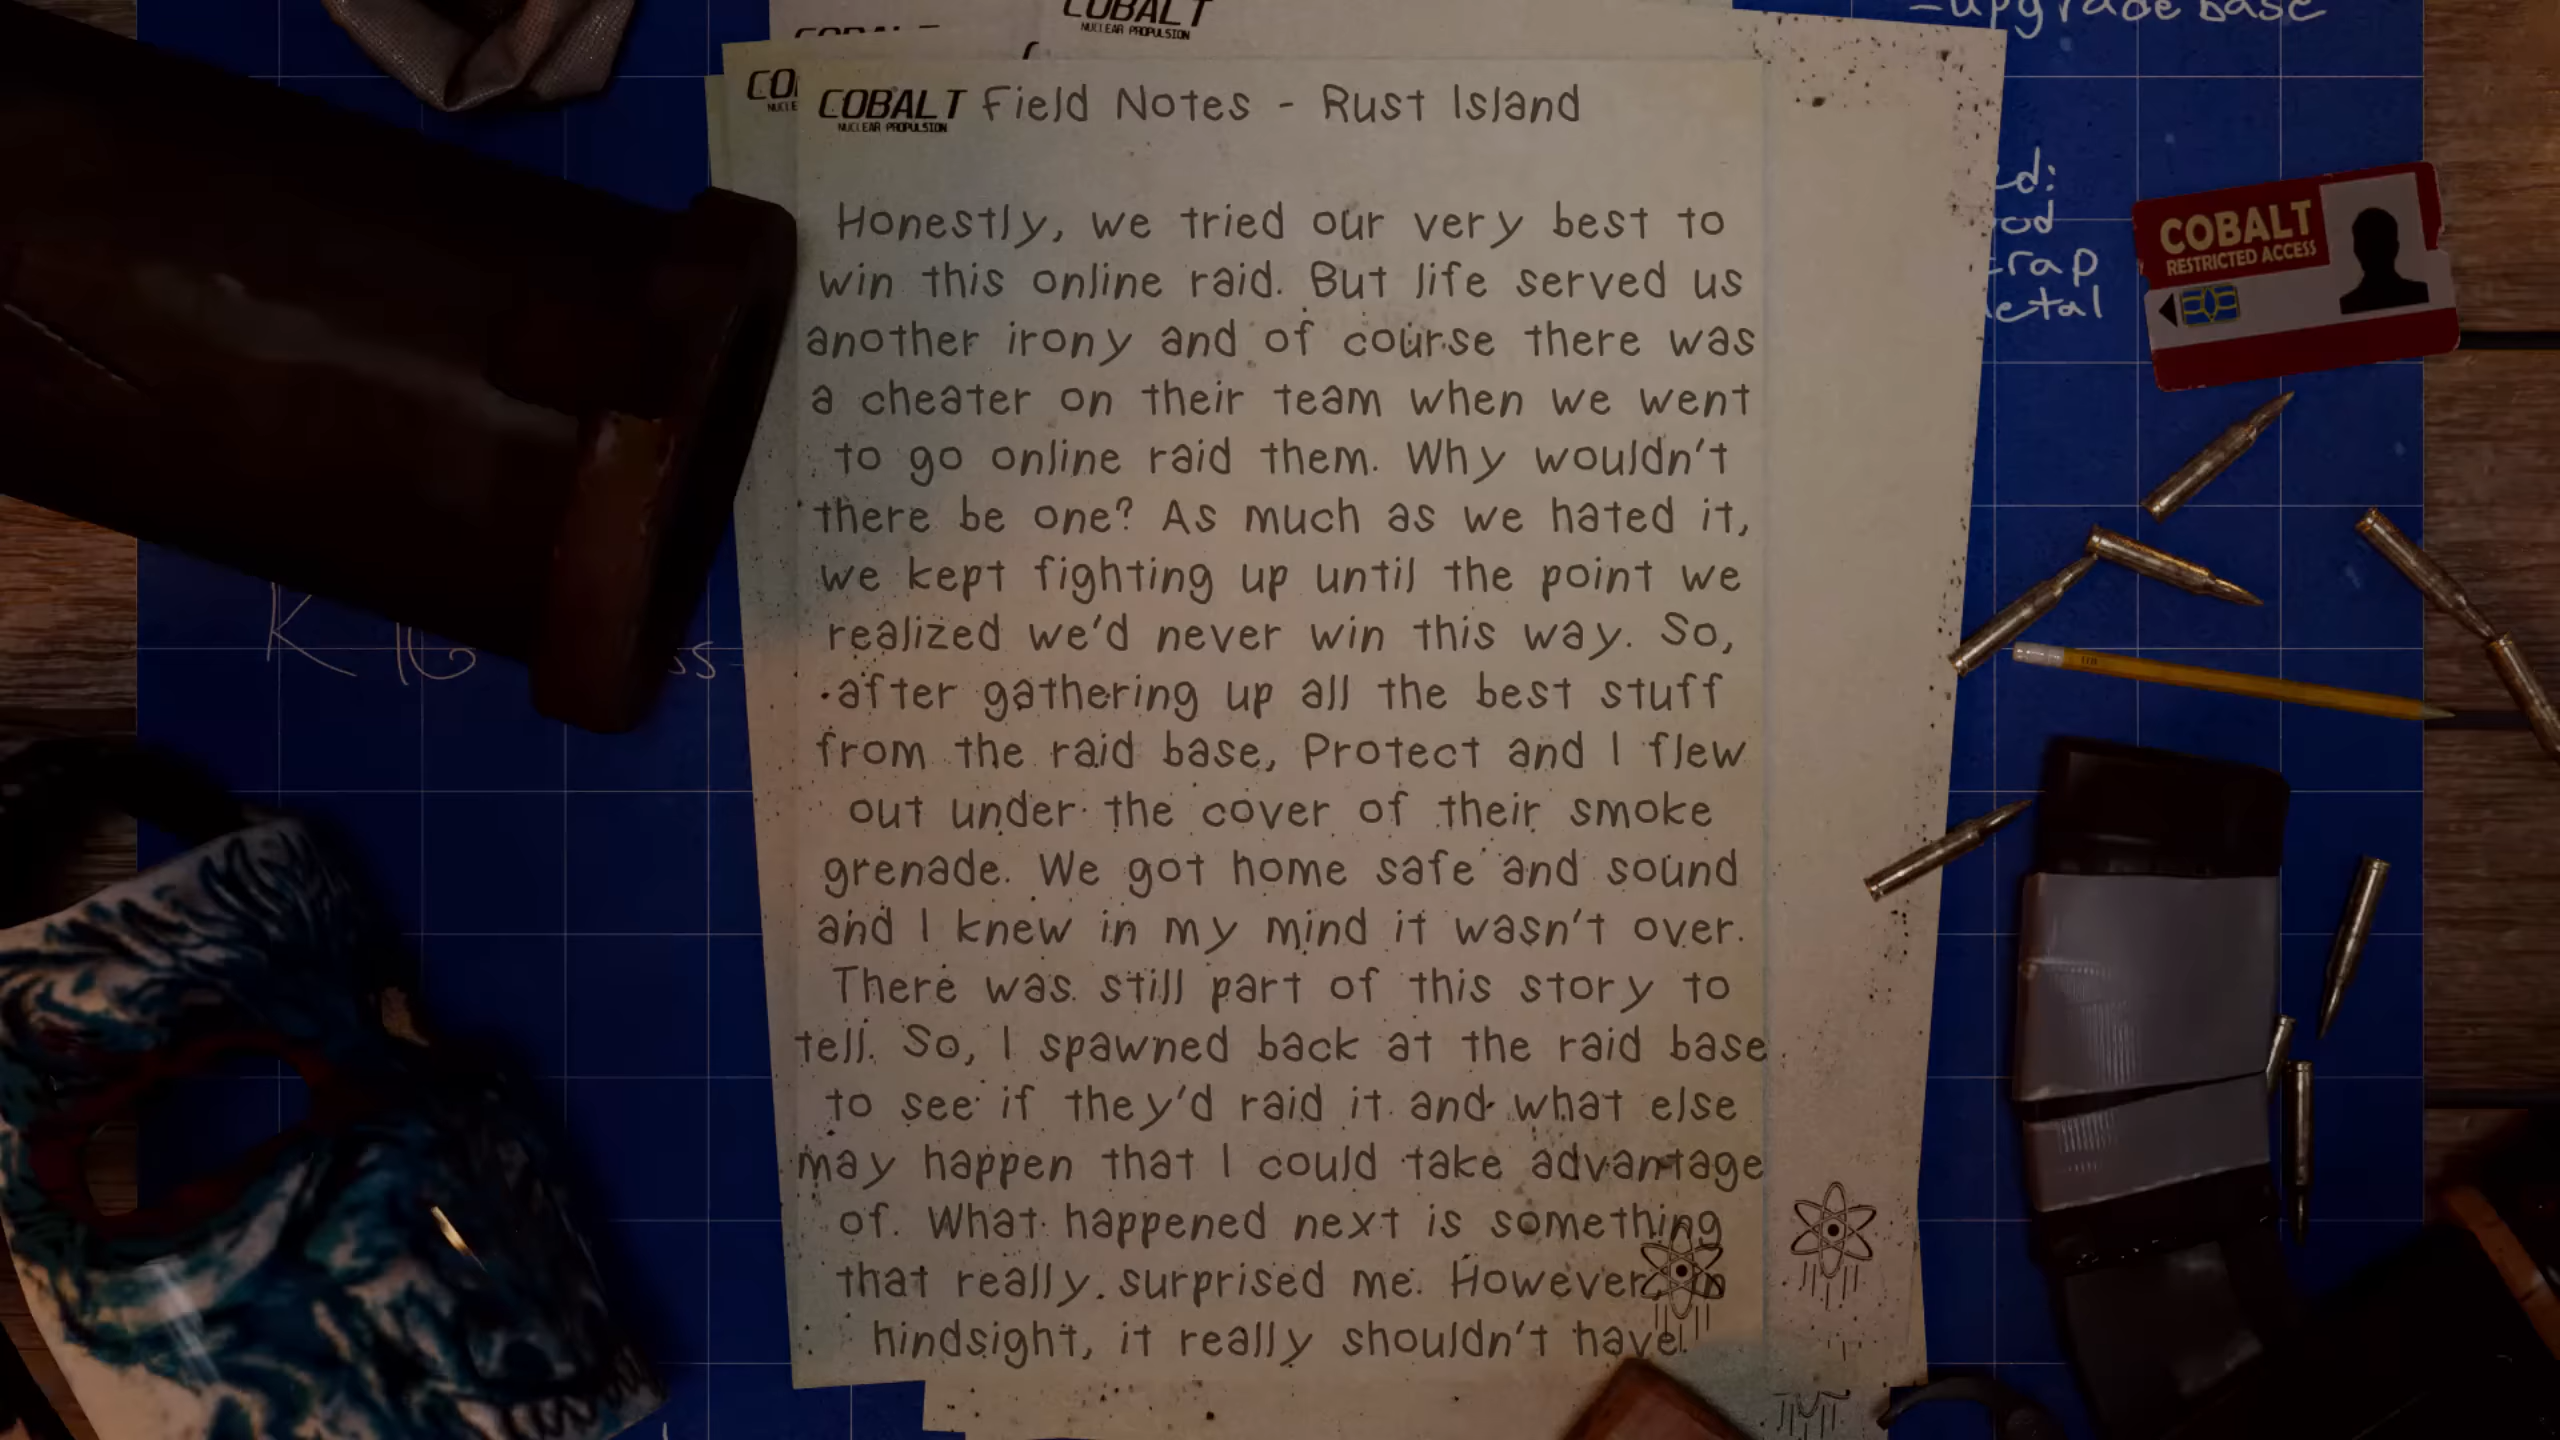 COBALT
NUCLEAR PROPULSION
-upgrade base
CO
NUCLE
COBALT
NUCLEAR PROPULSION
Field Notes - Rust Island
Honestly, we tried our very best to
win this online raid. But life served us
another irony and of course there was
a cheater on their team when we went
to go online raid them. Why wouldn't
there be one? As much as we hated it,
we kept fighting up until the point we
realized we'd never win this way. So,
after gathering up all the best stuff
from the raid base, Protect and I flew
out under the cover of their smoke
grenade. We got home safe and sound
and I knew in my mind it wasn't over.
There was still part of this story to
tell. So, I spawned back at the raid base
to see if they'd raid it and what else
may happen that I could take advantage
of. What happened next is something
that really surprised me. However, in
hindsight, it really shouldn't have.
d:
od
rap
etal
COBALT
RESTRICTED ACCESS
K
ss